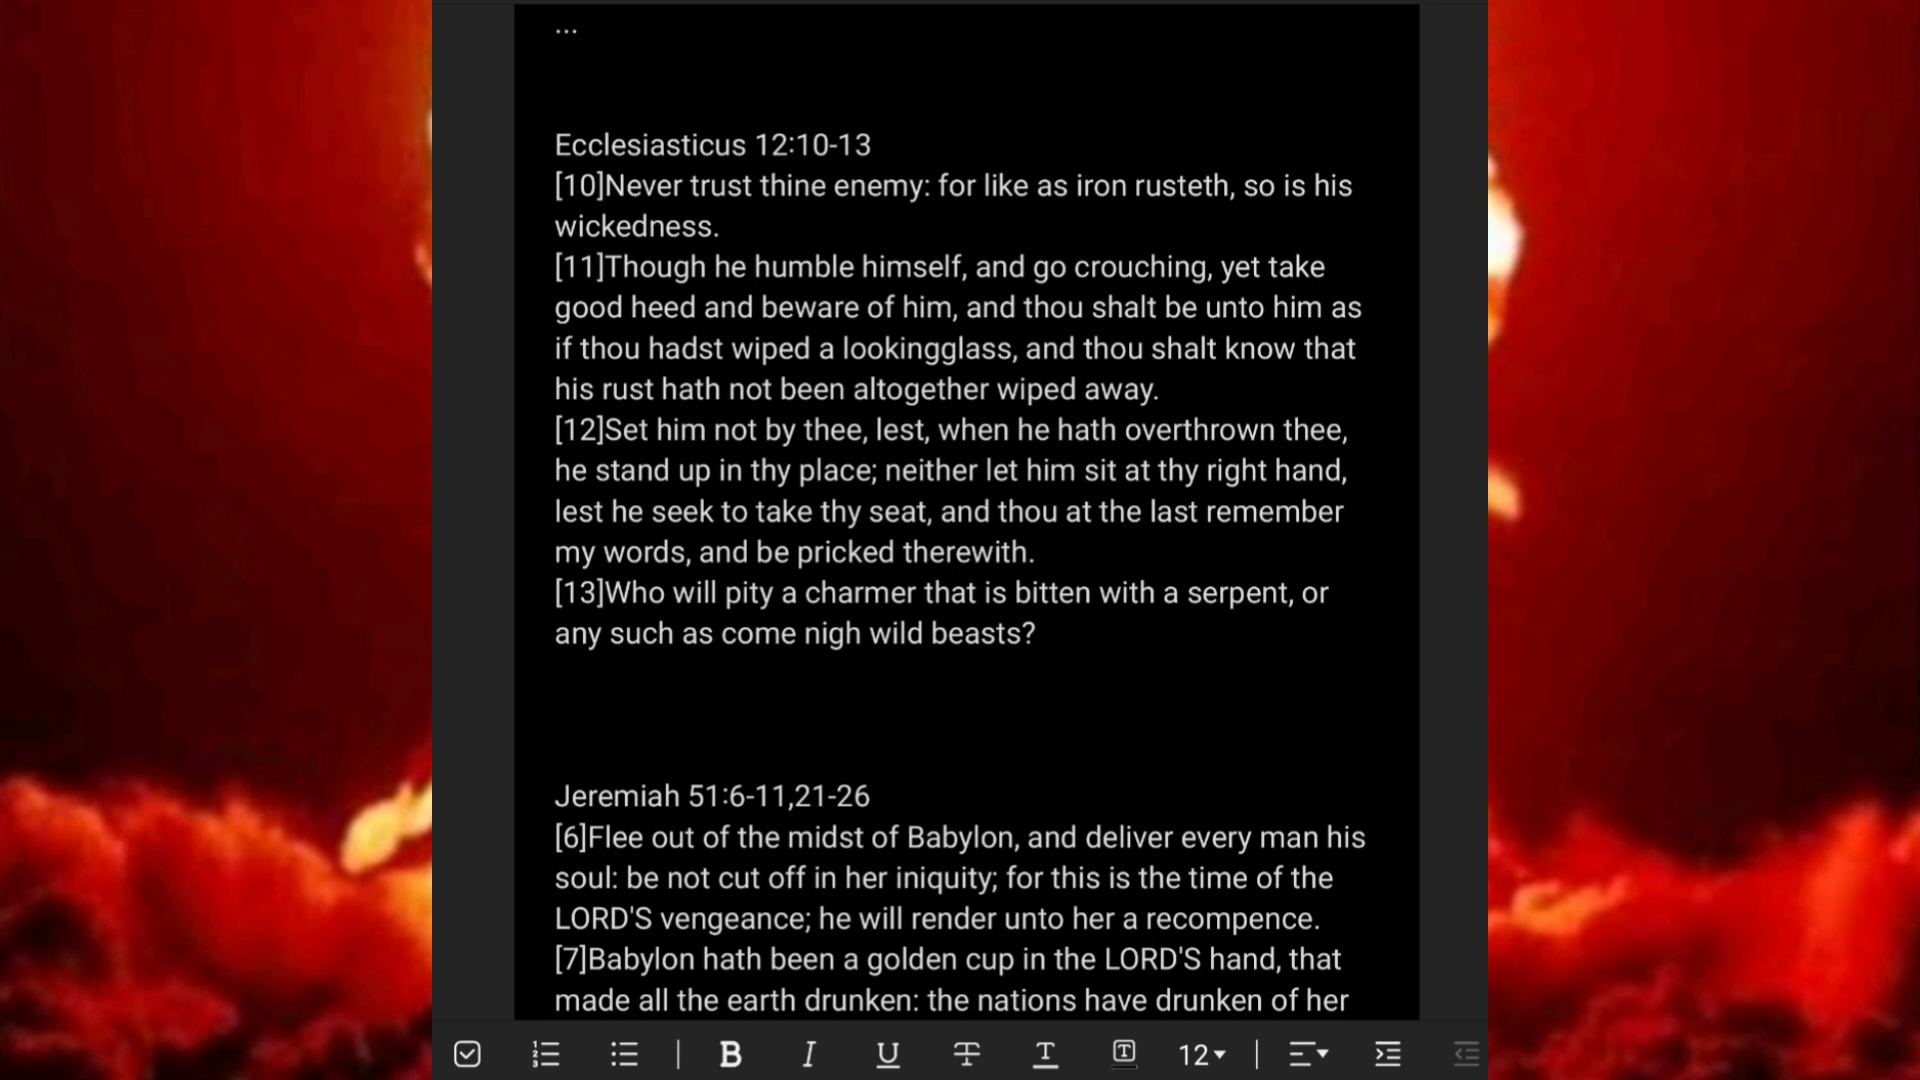 ...
Ecclesiasticus 12:10-13
[10]Never trust thine enemy: for like as iron rusteth, so is his
wickedness.
[11]Though he humble himself, and go crouching, yet take
good heed and beware of him, and thou shalt be unto him as
if thou hadst wiped a lookingglass, and thou shalt know that
his rust hath not been altogether wiped away.
[12]Set him not by thee, lest, when he hath overthrown thee,
he stand up in thy place; neither let him sit at thy right hand,
lest he seek to take thy seat, and thou at the last remember
my words, and be pricked therewith.
[13]Who will pity a charmer that is bitten with a serpent, or
any such as come nigh wild beasts?
Jeremiah 51:6-11,21-26
[6]Flee out of the midst of Babylon, and deliver every man his
soul: be not cut off in her iniquity; for this is the time of the
LORD'S vengeance; he will render unto her a recompence.
[7]Babylon hath been a golden cup in the LORD'S hand, that
made all the earth drunken: the nations have drunken of her
B I U T T T 12